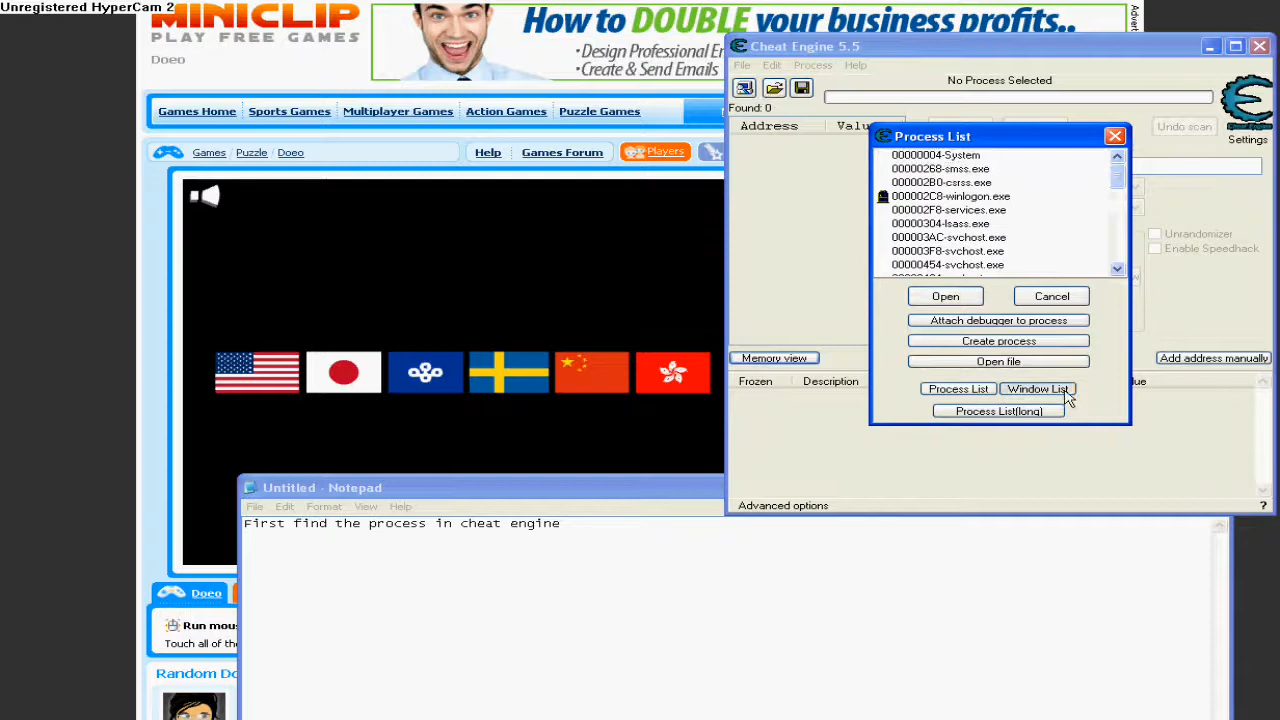 Unregistered HyperCam 2
MINICLIP
PLAY FREE GAMES
Doeo
How to DOUBLE your business profits..
·Design Professional
·Create & Send Emails
Games Home
Sports Games
Multiplayer Games
Action Games
Puzzle Games
Games
Puzzle
Doeo
Help
Games Forum
Players
Cheat Engine 5.5
File Edit Process Help
No Process Selected
Found: 0
Address
Undo scan
Settings
Unrandomizer
Enable Speedhack
Process List
00000004-System
00000268-smss.exe
000002B0-csrss.exe
000002C8-winlogon.exe
000002F8-services.exe
00000304-lsass.exe
000003AC-svchost.exe
000003F8-svchost.exe
00000454-svchost.exe
Open
Cancel
Attach debugger to process
Create process
Open file
Process List
Window List
Process List(long)
Memory view
Add address manually
Frozen
Description
Advanced options
?
Untitled - Notepad
File Edit Format View Help
First find the process in cheat engine
Doeo
Run mou
Touch all of the
Random Do